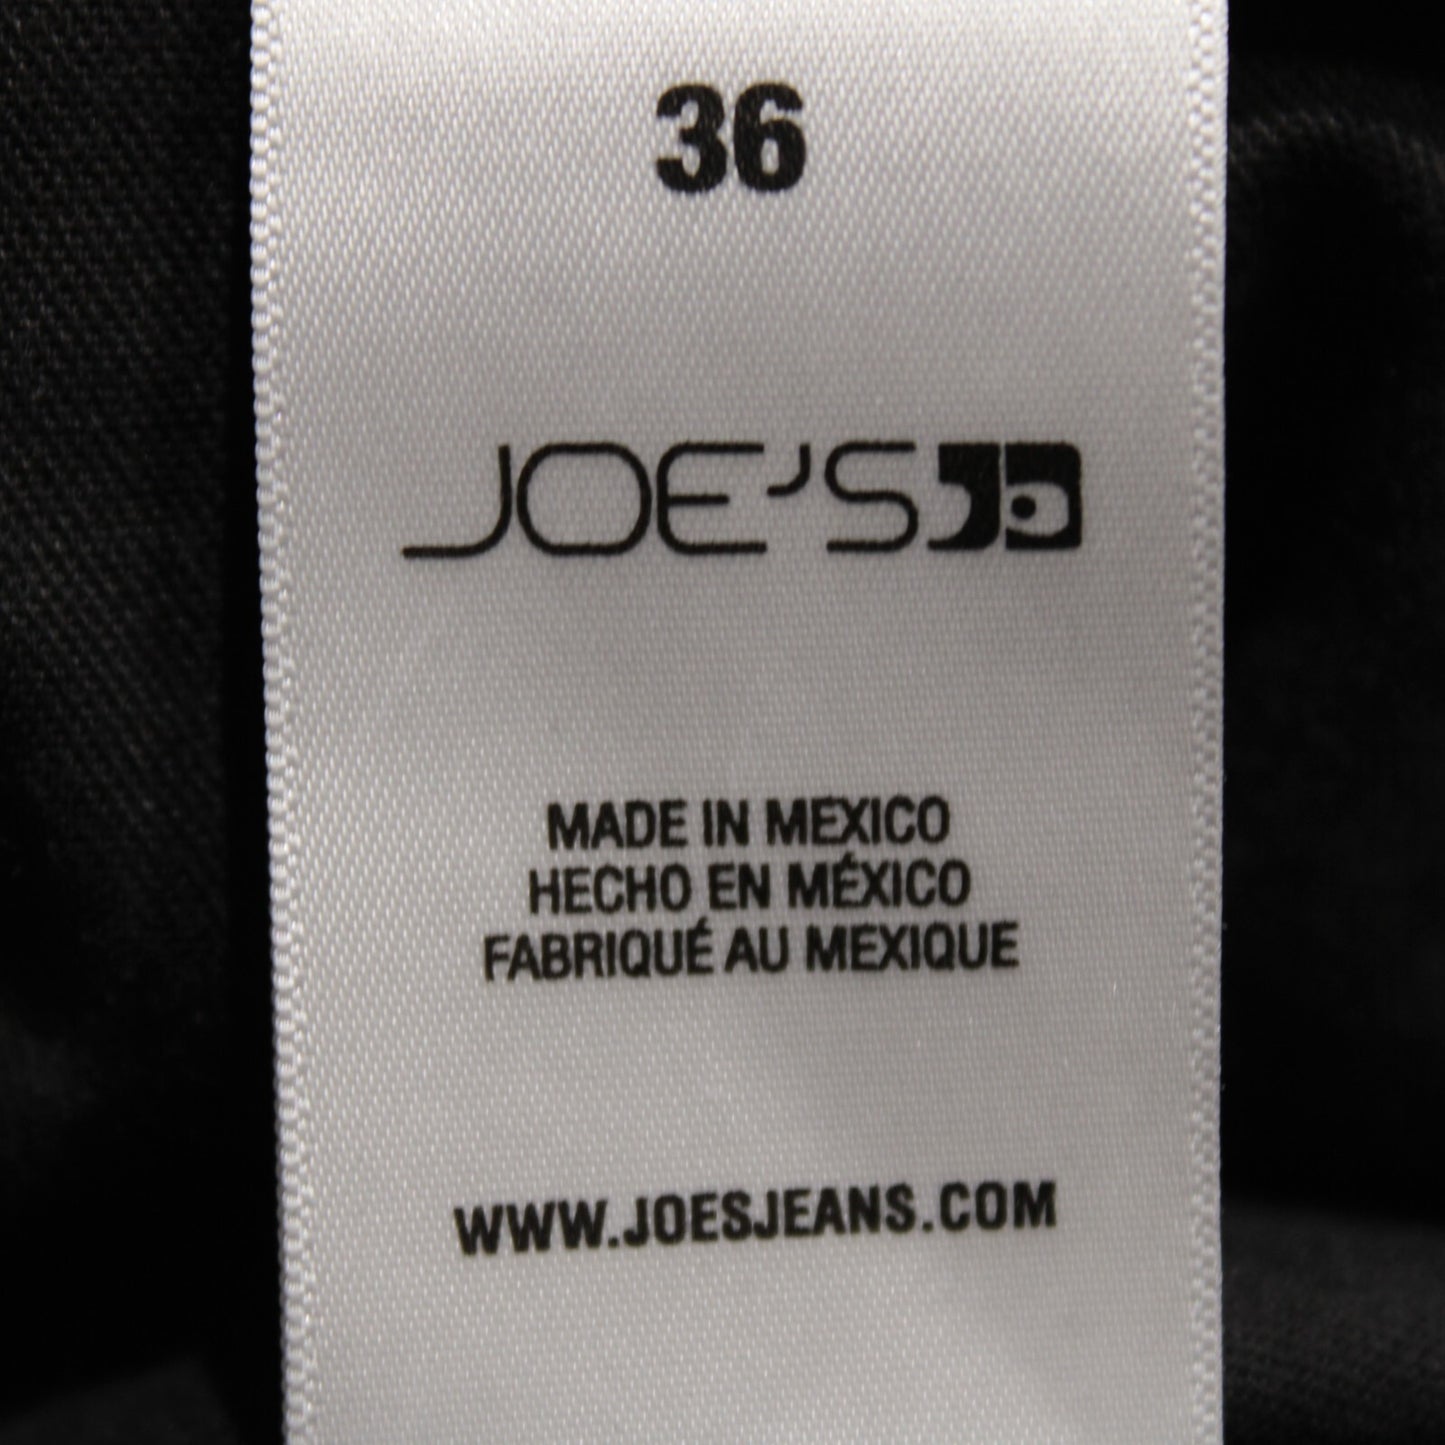 36
JOE'S
MADE IN MEXICO
HECHO EN MÉXICO
FABRIQUÉ AU MEXIQUE
WWW.JOESJEANS.COM